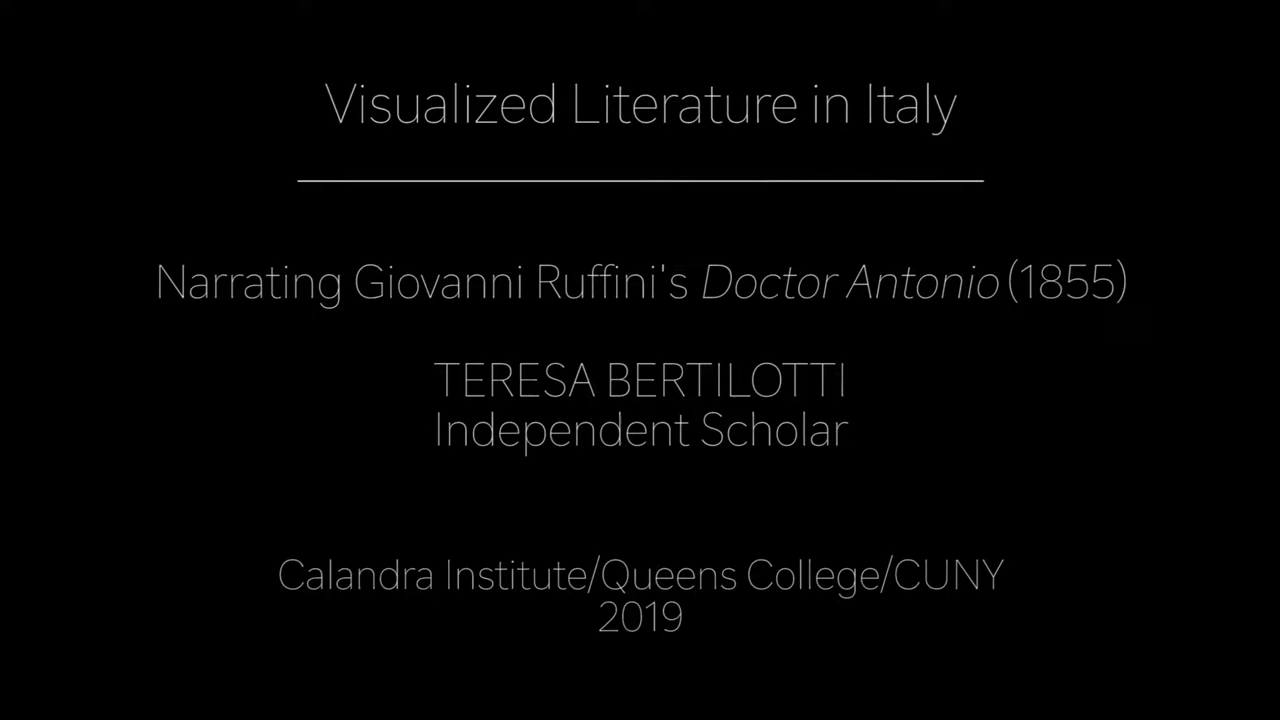 Visualized Literature in Italy
Narrating Giovanni Ruffini's Doctor Antonio (1855)
TERESA BERTILOTTI
Independent Scholar
Calandra Institute/Queens College/CUNY
2019